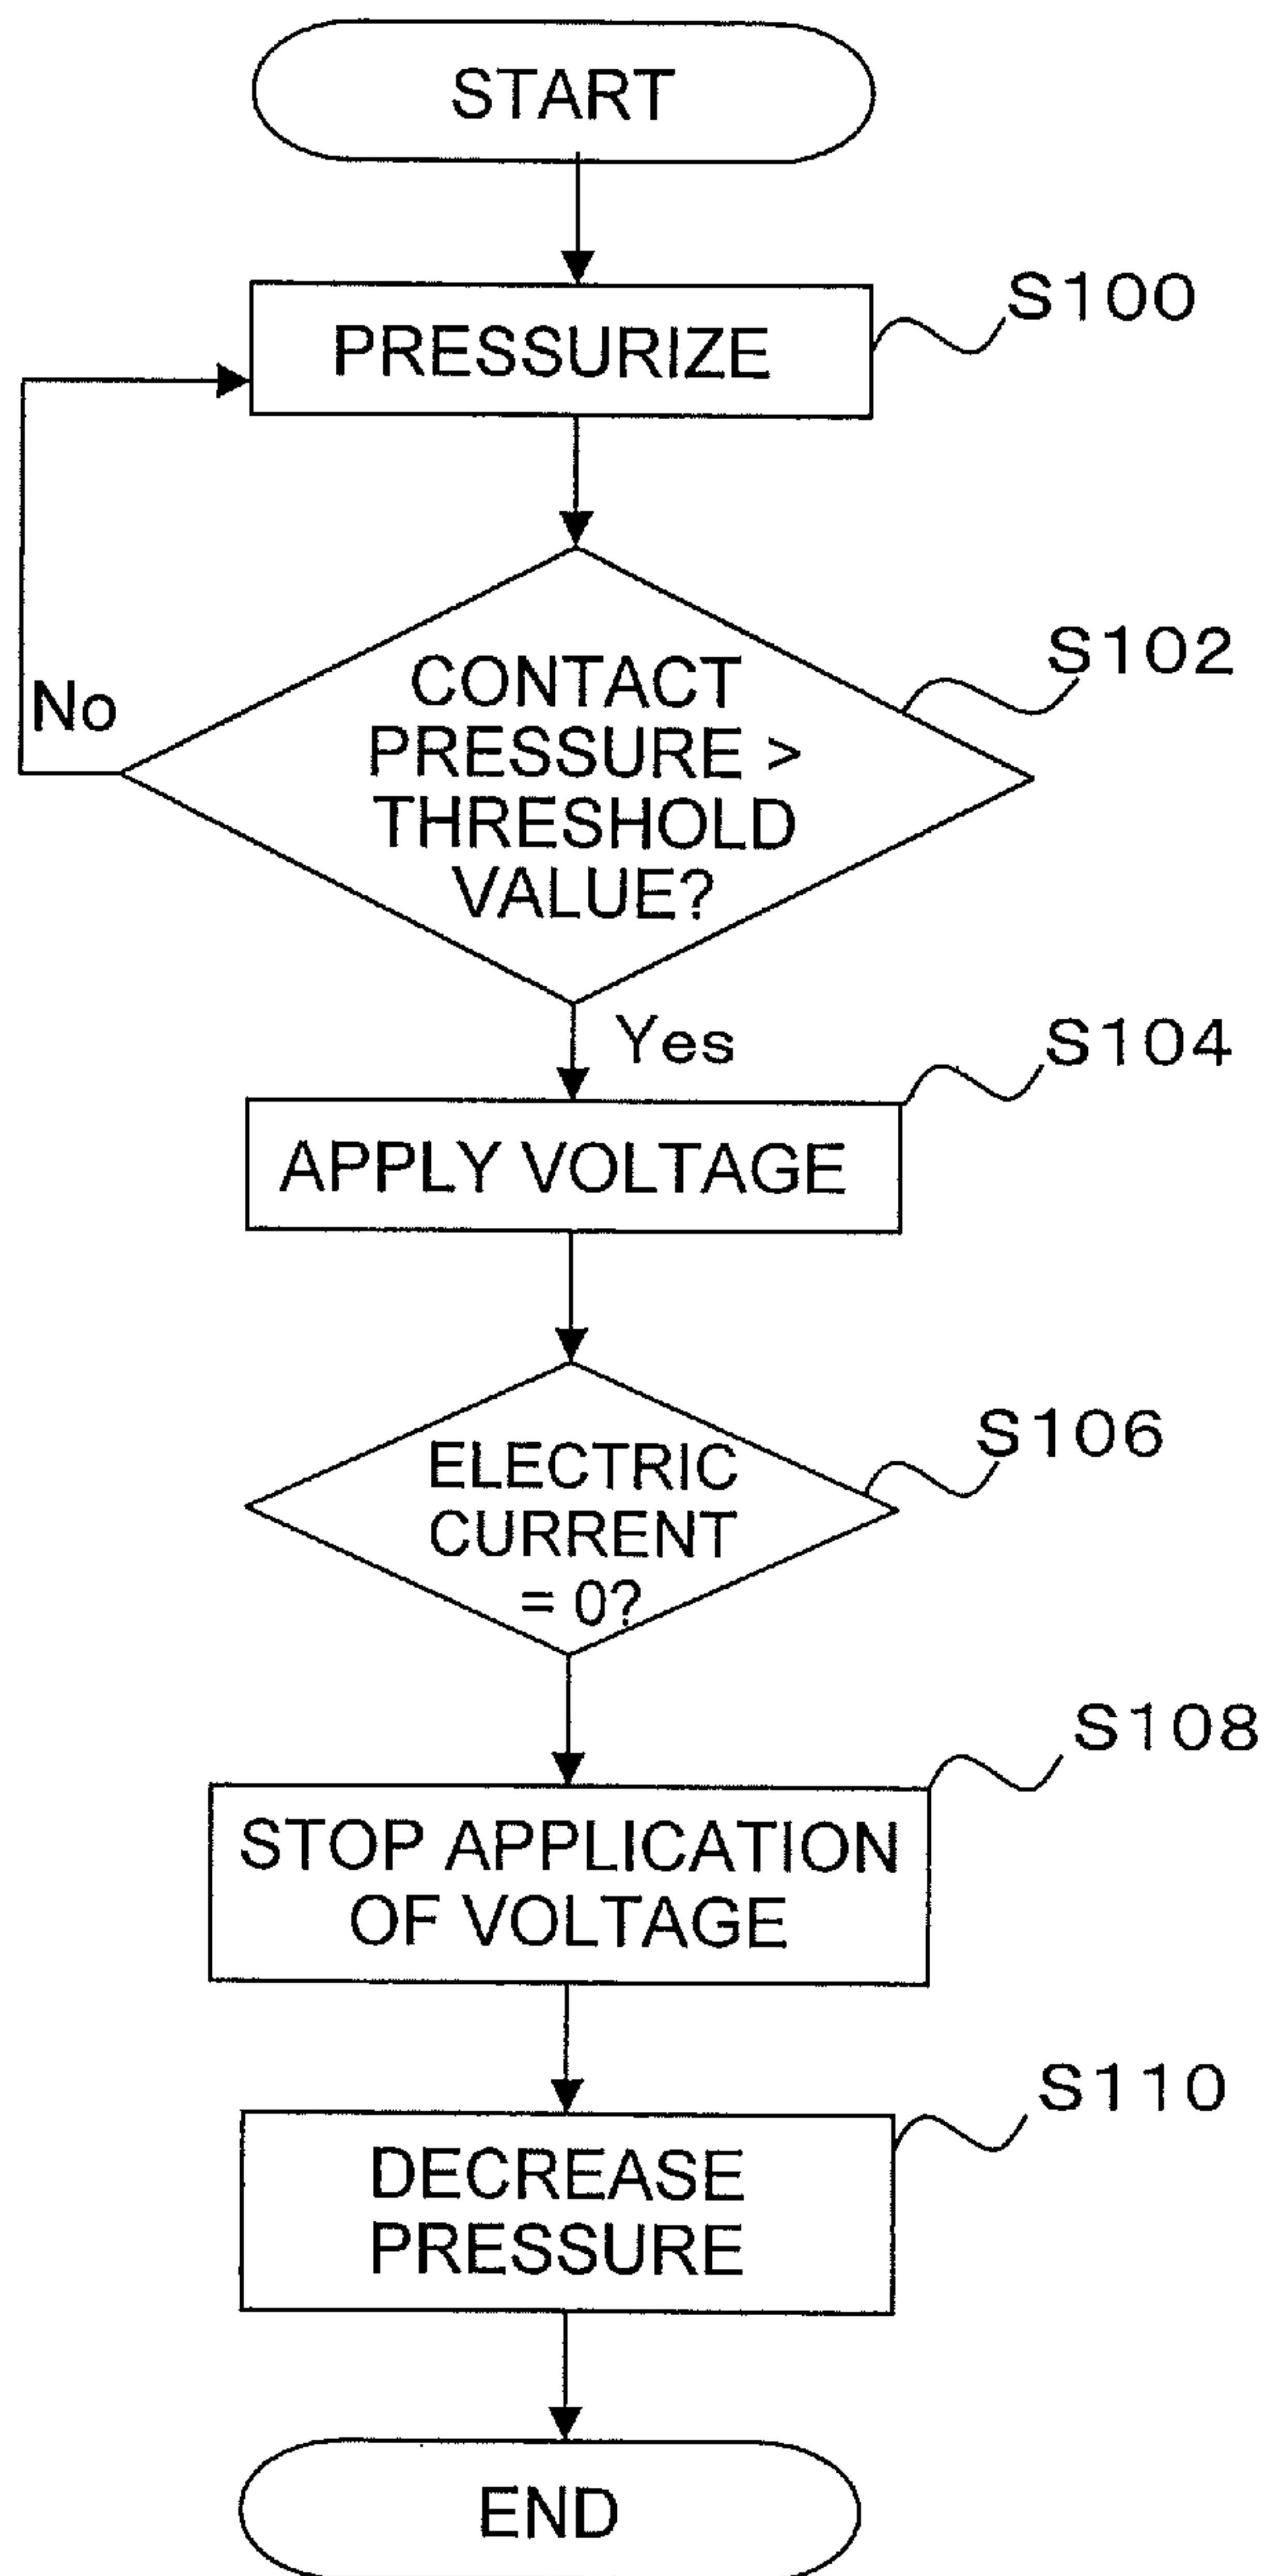 START
PRESSURIZE
S100
CONTACT
PRESSURE >
THRESHOLD
VALUE?
S102
No
Yes
APPLY VOLTAGE
S104
ELECTRIC
CURRENT
= 0?
S106
STOP APPLICATION
OF VOLTAGE
S108
DECREASE
PRESSURE
S110
END